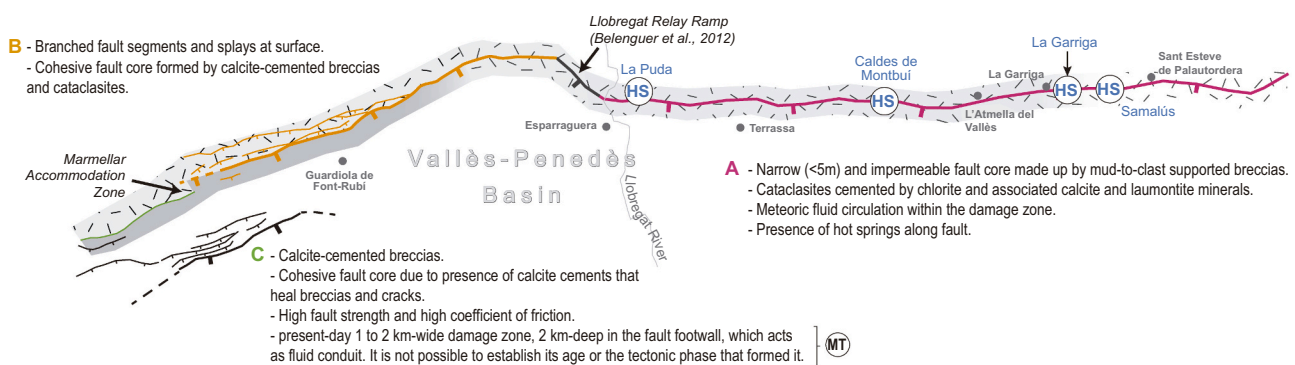 B - Branched fault segments and splays at surface.
- Cohesive fault core formed by calcite-cemented breccias
and cataclasites.
Llobregat Relay Ramp
(Belenguer et al., 2012)
La Puda
HS
Caldes de
Montbuí
HS
La Garriga
La Garriga
HS
HS
Samalús
Sant Esteve
de Palautordera
L'Atmella del
Vallès
Esparraguera
Terrassa
Marmellar
Accommodation
Zone
Guardiola de
Font-Rubí
Vallès-Penedès
Basin
Llobregat River
A - Narrow (<5m) and impermeable fault core made up by mud-to-clast supported breccias.
- Cataclasites cemented by chlorite and associated calcite and laumontite minerals.
- Meteoric fluid circulation within the damage zone.
- Presence of hot springs along fault.
C - Calcite-cemented breccias.
- Cohesive fault core due to presence of calcite cements that
heal breccias and cracks.
- High fault strength and high coefficient of friction.
- present-day 1 to 2 km-wide damage zone, 2 km-deep in the fault footwall, which acts
as fluid conduit. It is not possible to establish its age or the tectonic phase that formed it.
MT